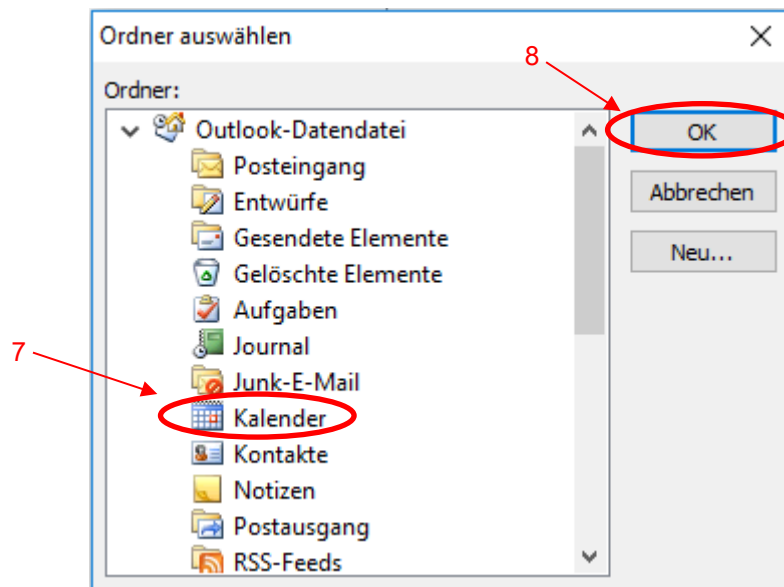 Ordner auswählen
8
Ordner:
Outlook-Datendatei
OK
Posteingang
Abbrechen
Entwürfe
Gesendete Elemente
Neu...
Gelöschte Elemente
Aufgaben
7
Journal
Junk-E-Mail
Kalender
Kontakte
Notizen
Postausgang
RSS-Feeds